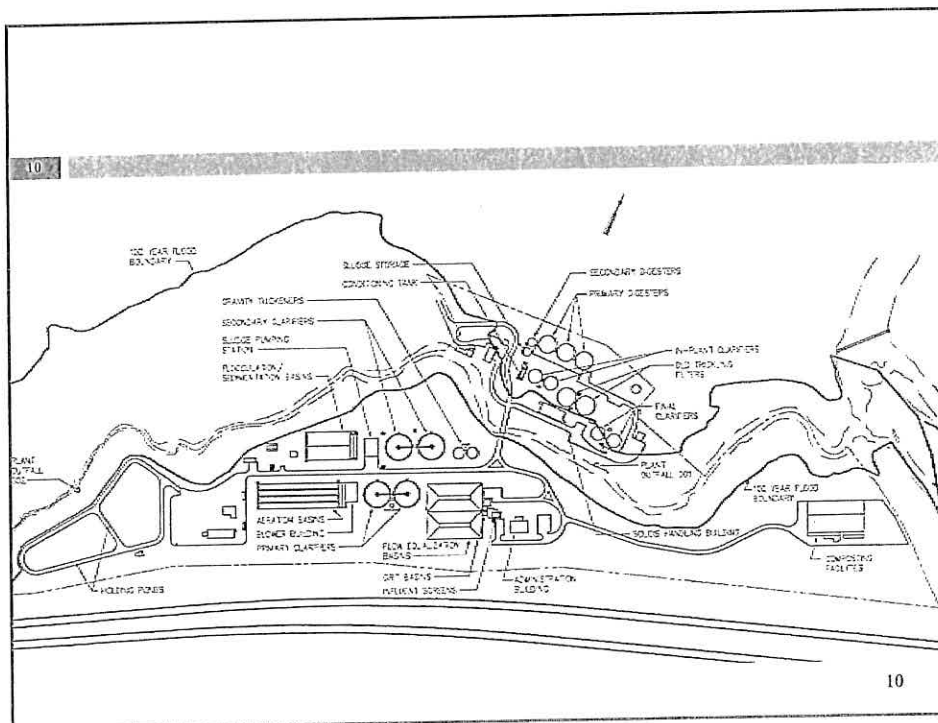 10
100 YEAR FLOOD
BOUNDARY
SLUDGE STORAGE
CONDITIONING TANK
SECONDARY DIGESTERS
PRIMARY DIGESTERS
GRAVITY THICKENERS
SECONDARY CLARIFIERS
SLUDGE PUMPING
STATION
FLOCCULATION/
SEDIMENTATION BASINS
IN-PLANT CLARIFIERS
OLD TRICKLING
FILTERS
FINAL
CLARIFIERS
PLANT
OUTFALL
002
PLANT
OUTFALL 001
100 YEAR FLOOD
BOUNDARY
AERATION BASINS
BLOWER BUILDING
PRIMARY CLARIFIERS
FLOW EQUALIZATION
BASINS
SOLIDS HANDLING BUILDING
COMPOSTING
FACILITIES
GRIT BASINS
INFLUENT SCREENS
ADMINISTRATION
BUILDING
HOLDING PONDS
10